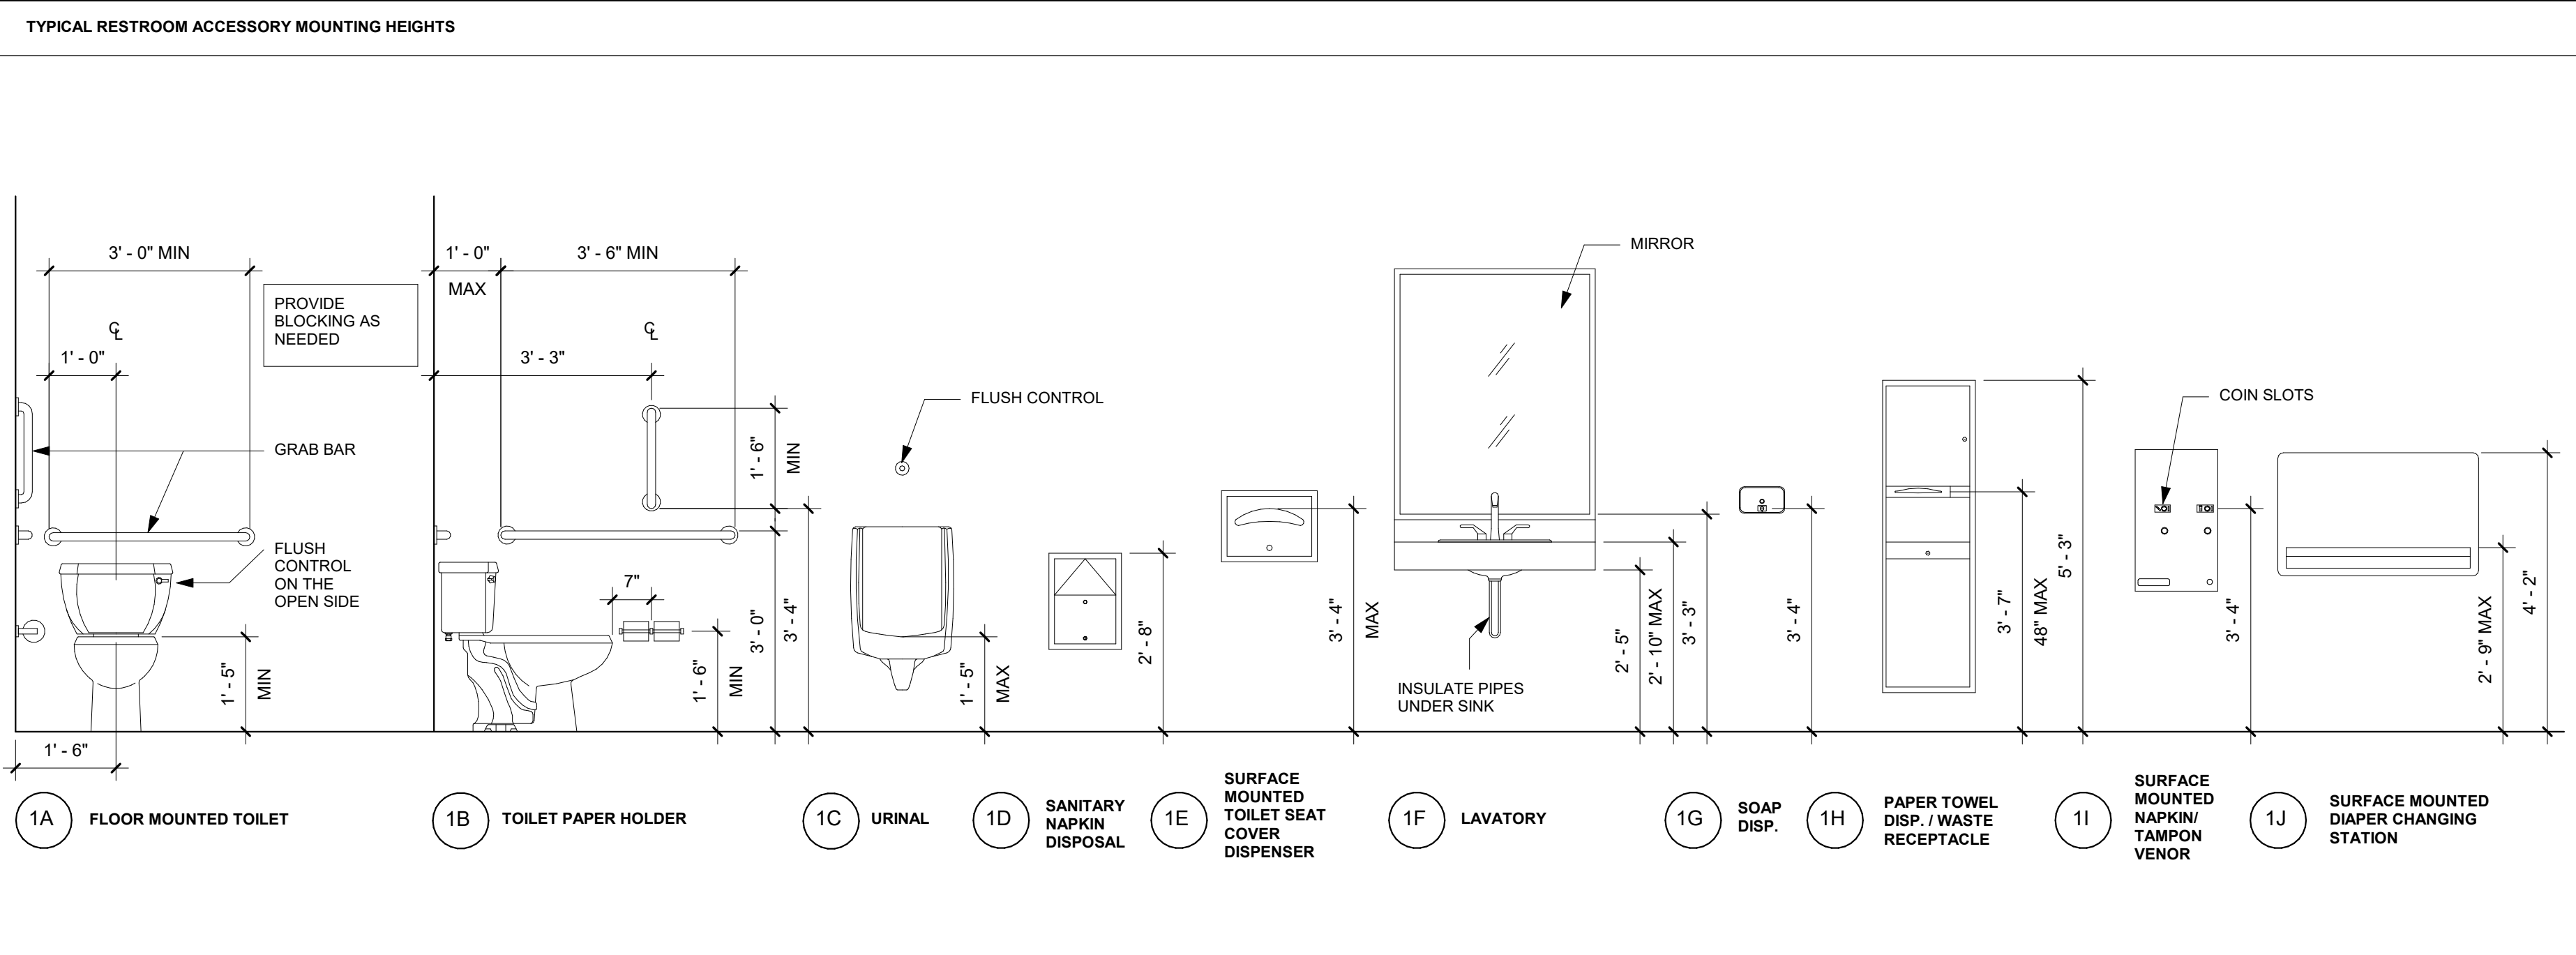 TYPICAL RESTROOM ACCESSORY MOUNTING HEIGHTS
3' - 0" MIN
PROVIDE
BLOCKING AS
NEEDED
℄
1' - 0"
GRAB BAR
FLUSH
CONTROL
ON THE
OPEN SIDE
1' - 5"
MIN
1' - 6"
1A
FLOOR MOUNTED TOILET
1' - 0"
MAX
3' - 6" MIN
℄
3' - 3"
1' - 6"
MIN
7"
1' - 6"
MIN
3' - 0"
3' - 4"
1B
TOILET PAPER HOLDER
FLUSH CONTROL
1' - 5"
MAX
1C
URINAL
2' - 8"
1D
SANITARY
NAPKIN
DISPOSAL
3' - 4"
MAX
1E
SURFACE
MOUNTED
TOILET SEAT
COVER
DISPENSER
MIRROR
INSULATE PIPES
UNDER SINK
2' - 5"
2' - 10" MAX
3' - 3"
1F
LAVATORY
3' - 4"
1G
SOAP
DISP.
3' - 7"
48" MAX
5' - 3"
1H
PAPER TOWEL
DISP. / WASTE
RECEPTACLE
COIN SLOTS
3' - 4"
1I
SURFACE
MOUNTED
NAPKIN/
TAMPON
VENOR
2' - 9" MAX
4' - 2"
1J
SURFACE MOUNTED
DIAPER CHANGING
STATION